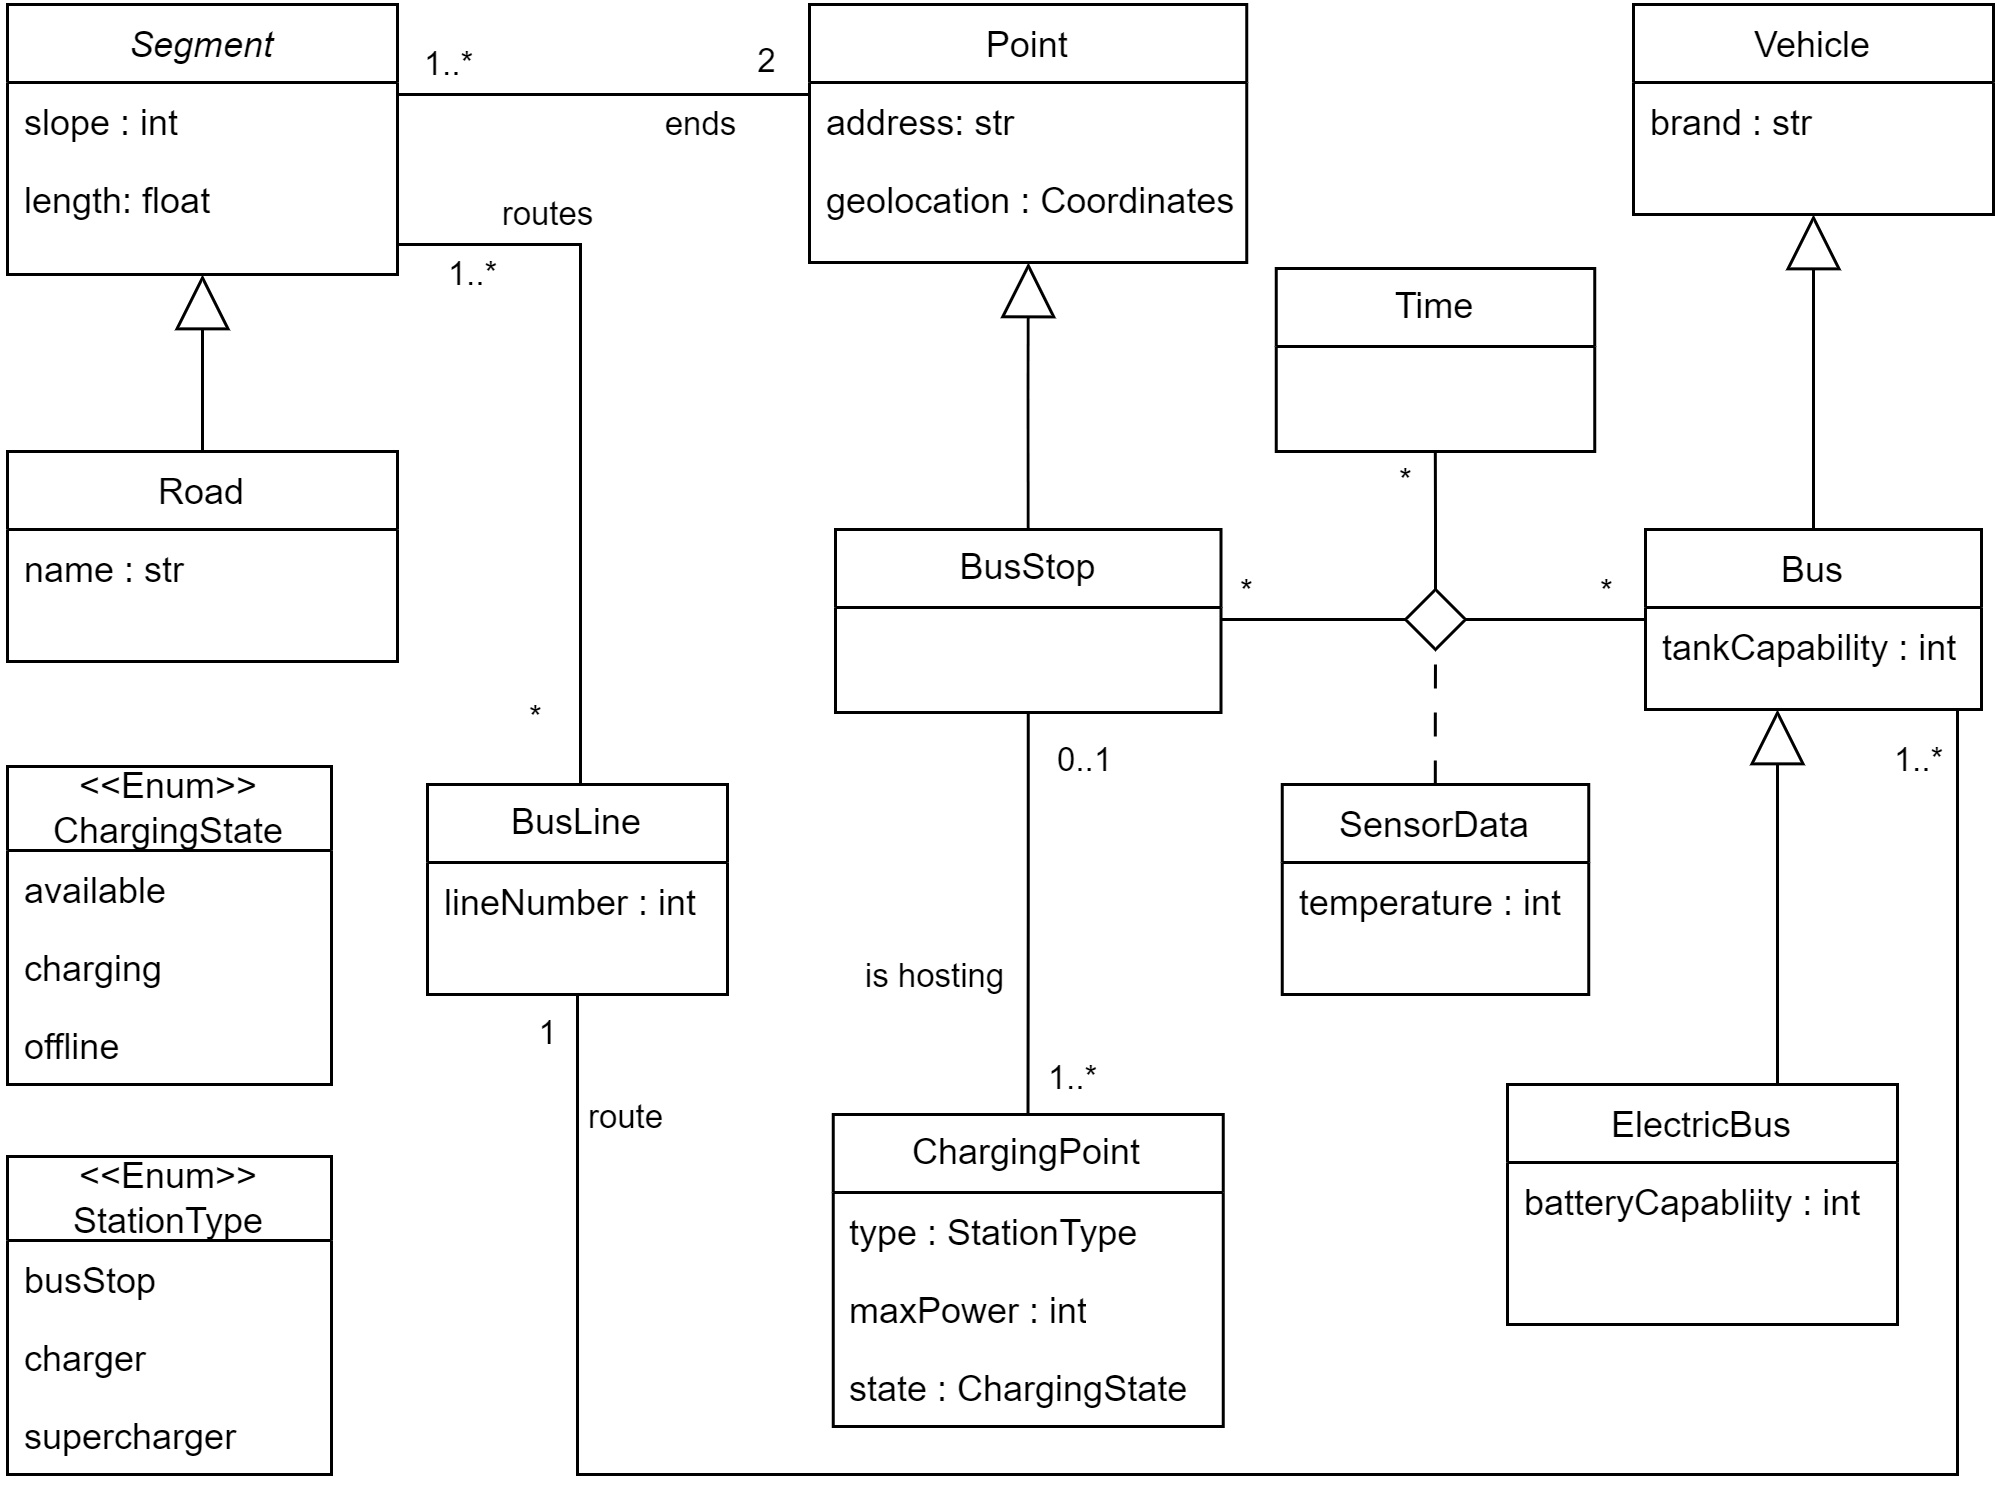 Segment
slope : int
length: float
1..*
2
ends
Point
address: str
geolocation : Coordinates
Vehicle
brand : str
routes
1..*
Time
*
Road
name : str
BusStop
*
*
Bus
tankCapability : int
*
0..1
1..*
<<Enum>>
ChargingState
available
charging
offline
BusLine
lineNumber : int
SensorData
temperature : int
is hosting
1
route
1..*
<<Enum>>
StationType
busStop
charger
supercharger
ChargingPoint
type : StationType
maxPower : int
state : ChargingState
ElectricBus
batteryCapabliity : int